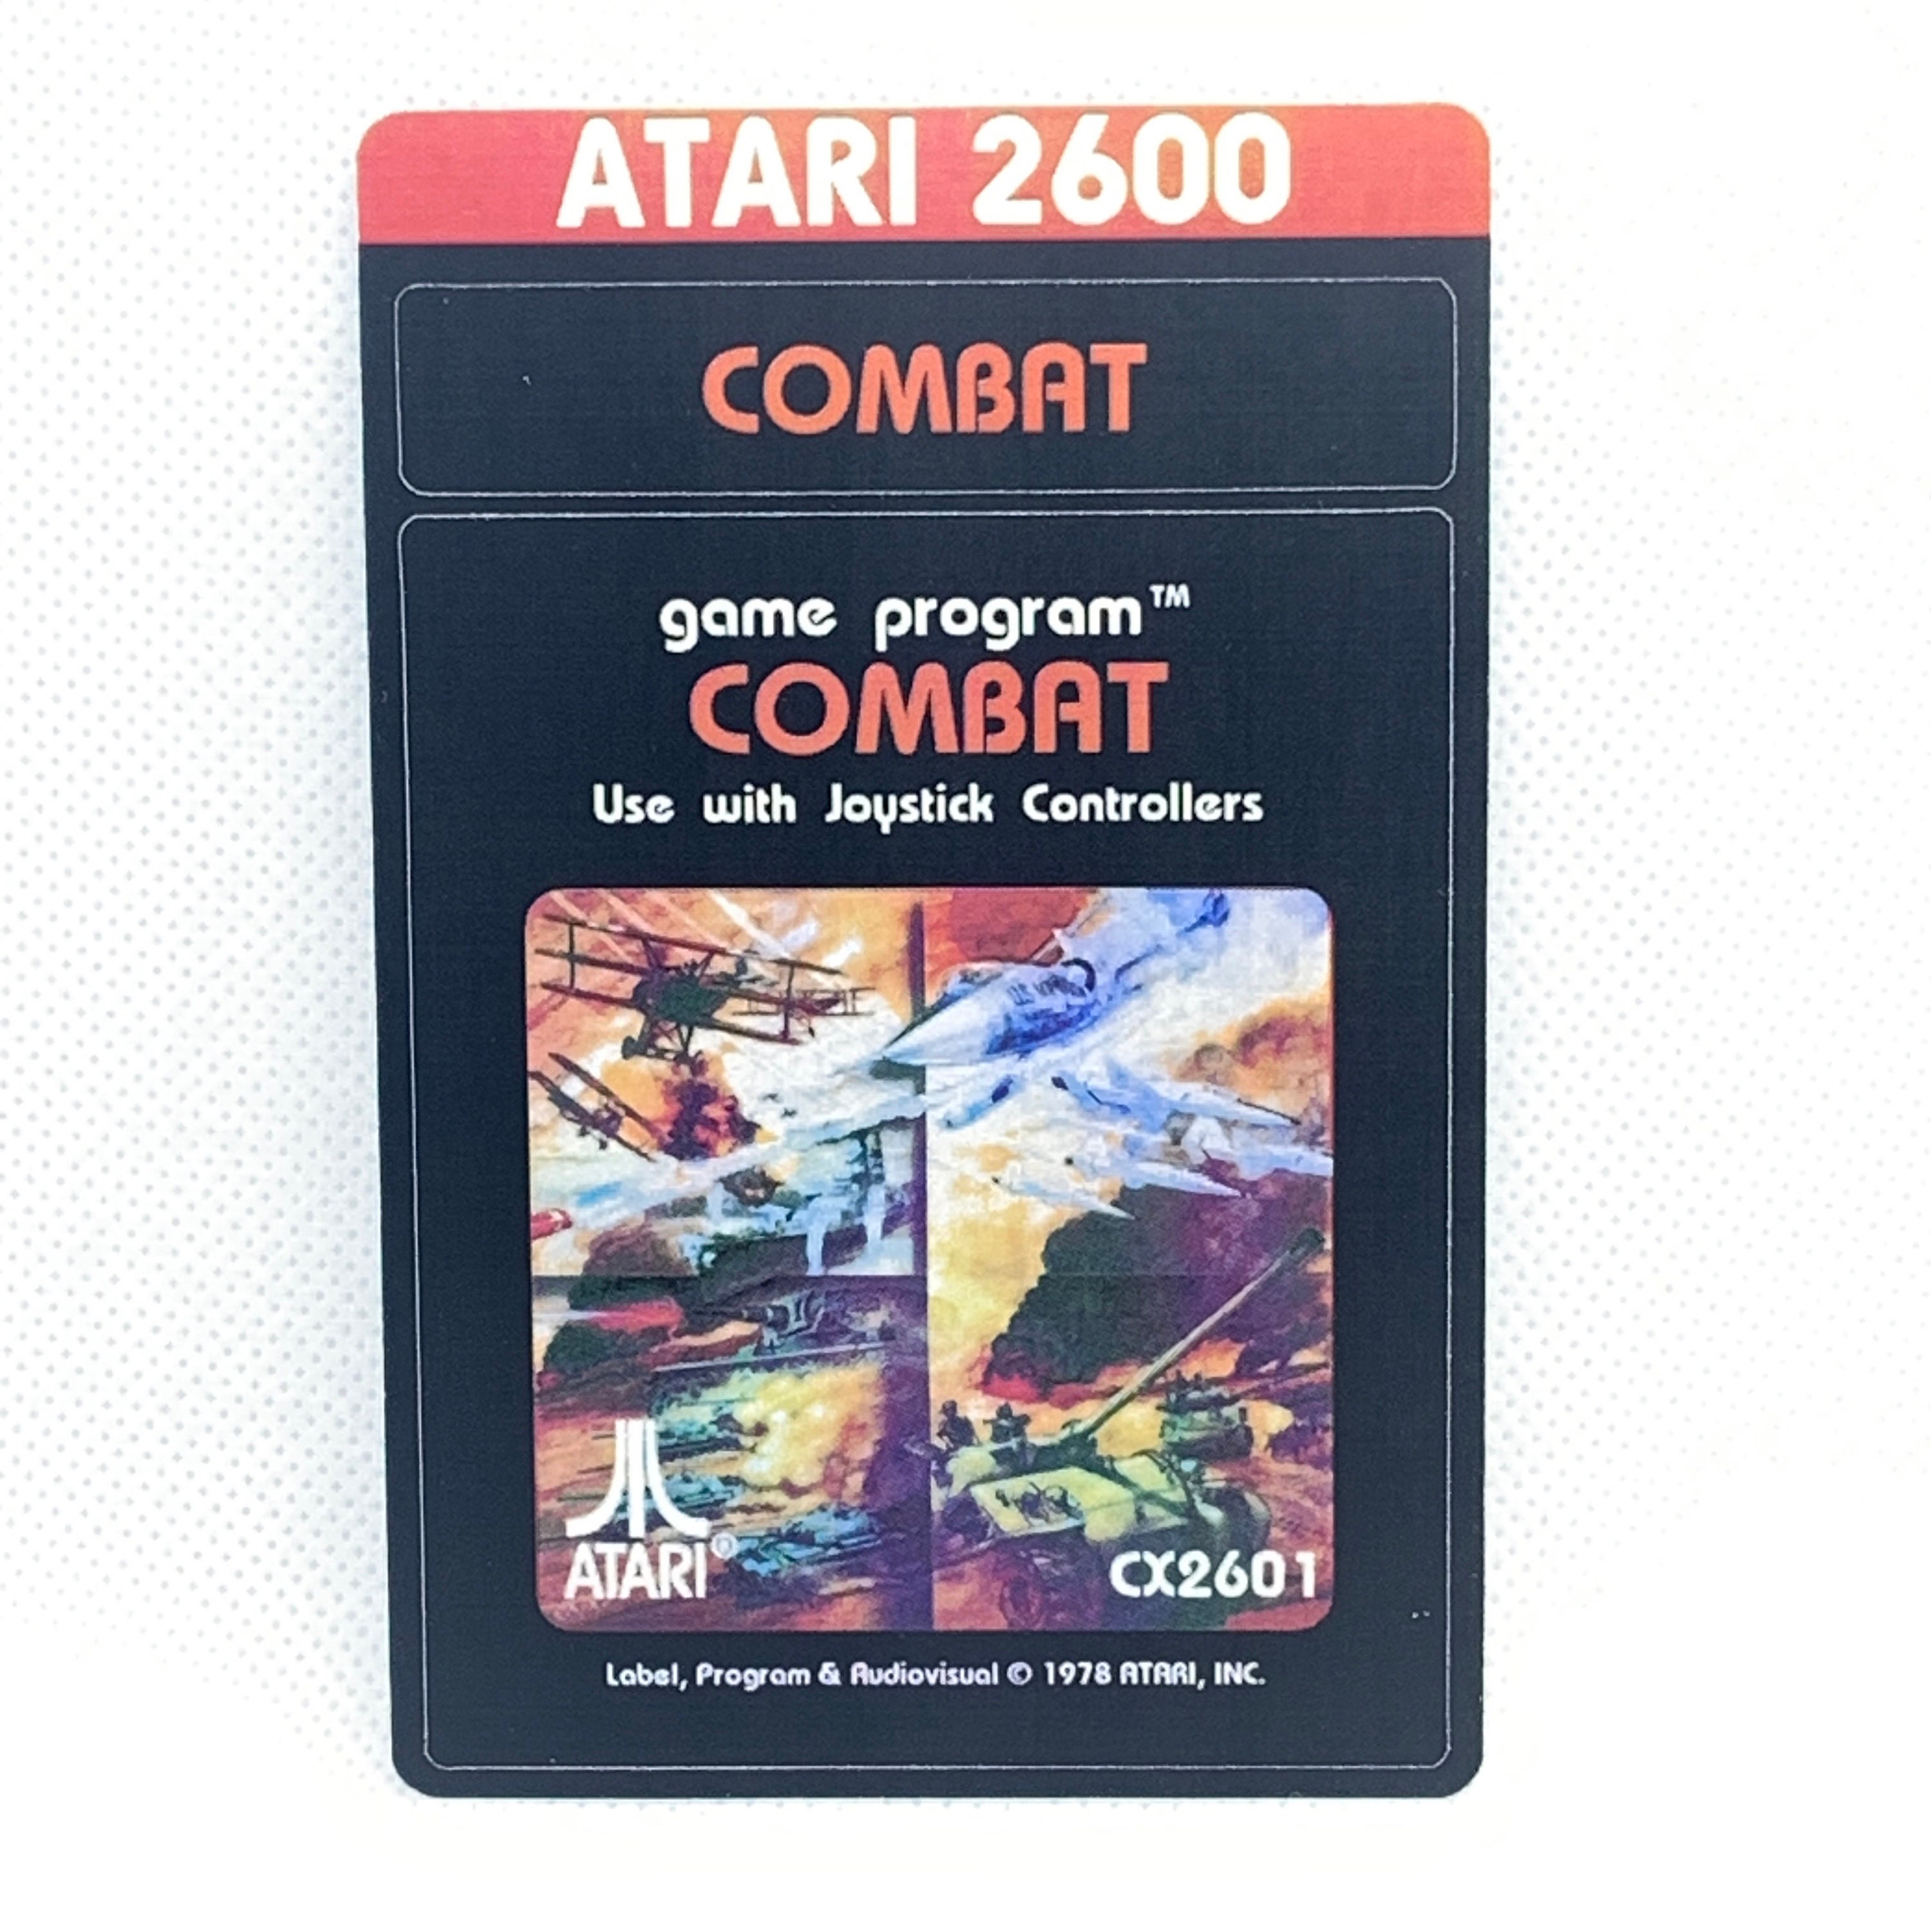 ATARI 2600
COMBAT
game program™
COMBAT
Use with Joystick Controllers
ATARI®
CX2601
Label, Program & Audiovisual © 1978 ATARI, INC.